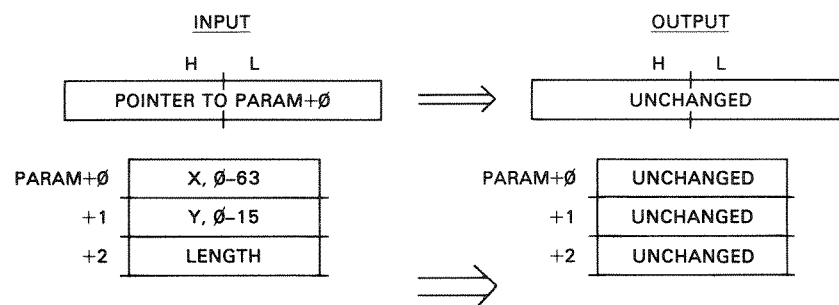 INPUT OUTPUT
H L H L
POINTER TO PARAM+Ø UNCHANGED
PARAM+Ø X, Ø-63 PARAM+Ø UNCHANGED
+1 Y, Ø-15 +1 UNCHANGED
+2 LENGTH +2 UNCHANGED